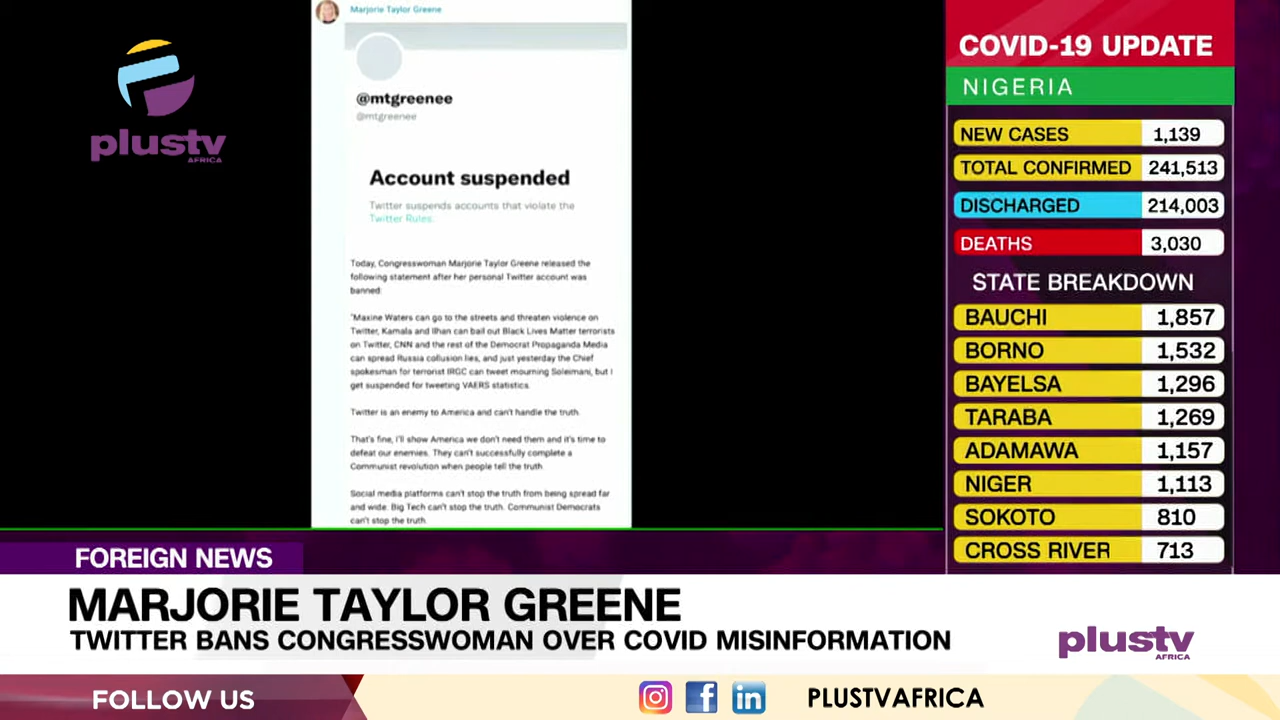 plustv
AFRICA
Marjorie Taylor Greene
@mtgreenee
@mtgreenee
Account suspended
Twitter suspends accounts that violate the
Twitter Rules.
Today, Congresswoman Marjorie Taylor Greene released the
following statement after her personal Twitter account was
banned:
"Maxine Waters can go to the streets and threaten violence on
Twitter, Kamala and Ilhan can bail out Black Lives Matter terrorists
on Twitter, CNN and the rest of the Democrat Propaganda Media
can spread Russia collusion lies, and just yesterday the Chief
spokesman for terrorist IRGC can tweet mourning Soleimani, but I
get suspended for tweeting VAERS statistics.
Twitter is an enemy to America and can't handle the truth.
That's fine, I'll show America we don't need them and it's time to
defeat our enemies. They can't successfully complete a
Communist revolution when people tell the truth.
Social media platforms can't stop the truth from being spread far
and wide. Big Tech can't stop the truth. Communist Democrats
can't stop the truth.
COVID-19 UPDATE
NIGERIA
NEW CASES 1,139
TOTAL CONFIRMED 241,513
DISCHARGED 214,003
DEATHS 3,030
STATE BREAKDOWN
BAUCHI 1,857
BORNO 1,532
BAYELSA 1,296
TARABA 1,269
ADAMAWA 1,157
NIGER 1,113
SOKOTO 810
CROSS RIVER 713
FOREIGN NEWS
MARJORIE TAYLOR GREENE
TWITTER BANS CONGRESSWOMAN OVER COVID MISINFORMATION
plustv
AFRICA
FOLLOW US
PLUSTVAFRICA